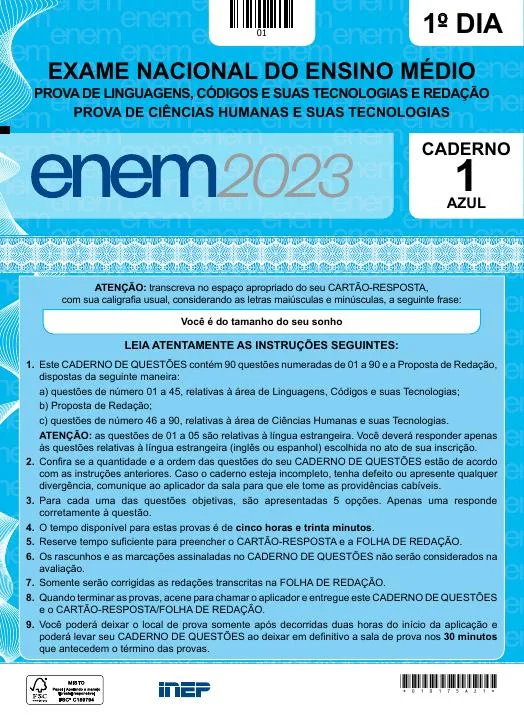 01
1º DIA
EXAME NACIONAL DO ENSINO MÉDIO
PROVA DE LINGUAGENS, CÓDIGOS E SUAS TECNOLOGIAS E REDAÇÃO
PROVA DE CIÊNCIAS HUMANAS E SUAS TECNOLOGIAS
enem2023
CADERNO
1
AZUL
ATENÇÃO: transcreva no espaço apropriado do seu CARTÃO-RESPOSTA,
com sua caligrafia usual, considerando as letras maiúsculas e minúsculas, a seguinte frase:
Você é do tamanho do seu sonho
LEIA ATENTAMENTE AS INSTRUÇÕES SEGUINTES:
1. Este CADERNO DE QUESTÕES contém 90 questões numeradas de 01 a 90 e a Proposta de Redação,
dispostas da seguinte maneira:
a) questões de número 01 a 45, relativas à área de Linguagens, Códigos e suas Tecnologias;
b) Proposta de Redação;
c) questões de número 46 a 90, relativas à área de Ciências Humanas e suas Tecnologias.
ATENÇÃO: as questões de 01 a 05 são relativas à língua estrangeira. Você deverá responder apenas
às questões relativas à língua estrangeira (inglês ou espanhol) escolhida no ato de sua inscrição.
2. Confira se a quantidade e a ordem das questões do seu CADERNO DE QUESTÕES estão de acordo
com as instruções anteriores. Caso o caderno esteja incompleto, tenha defeito ou apresente qualquer
divergência, comunique ao aplicador da sala para que ele tome as providências cabíveis.
3. Para cada uma das questões objetivas, são apresentadas 5 opções. Apenas uma responde
corretamente à questão.
4. O tempo disponível para estas provas é de cinco horas e trinta minutos.
5. Reserve tempo suficiente para preencher o CARTÃO-RESPOSTA e a FOLHA DE REDAÇÃO.
6. Os rascunhos e as marcações assinaladas no CADERNO DE QUESTÕES não serão considerados na
avaliação.
7. Somente serão corrigidas as redações transcritas na FOLHA DE REDAÇÃO.
8. Quando terminar as provas, acene para chamar o aplicador e entregue este CADERNO DE QUESTÕES
e o CARTÃO-RESPOSTA/FOLHA DE REDAÇÃO.
9. Você poderá deixar o local de prova somente após decorridas duas horas do início da aplicação e
poderá levar seu CADERNO DE QUESTÕES ao deixar em definitivo a sala de prova nos 30 minutos
que antecedem o término das provas.
FSC
MISTO
INEP
*010175AZ1*